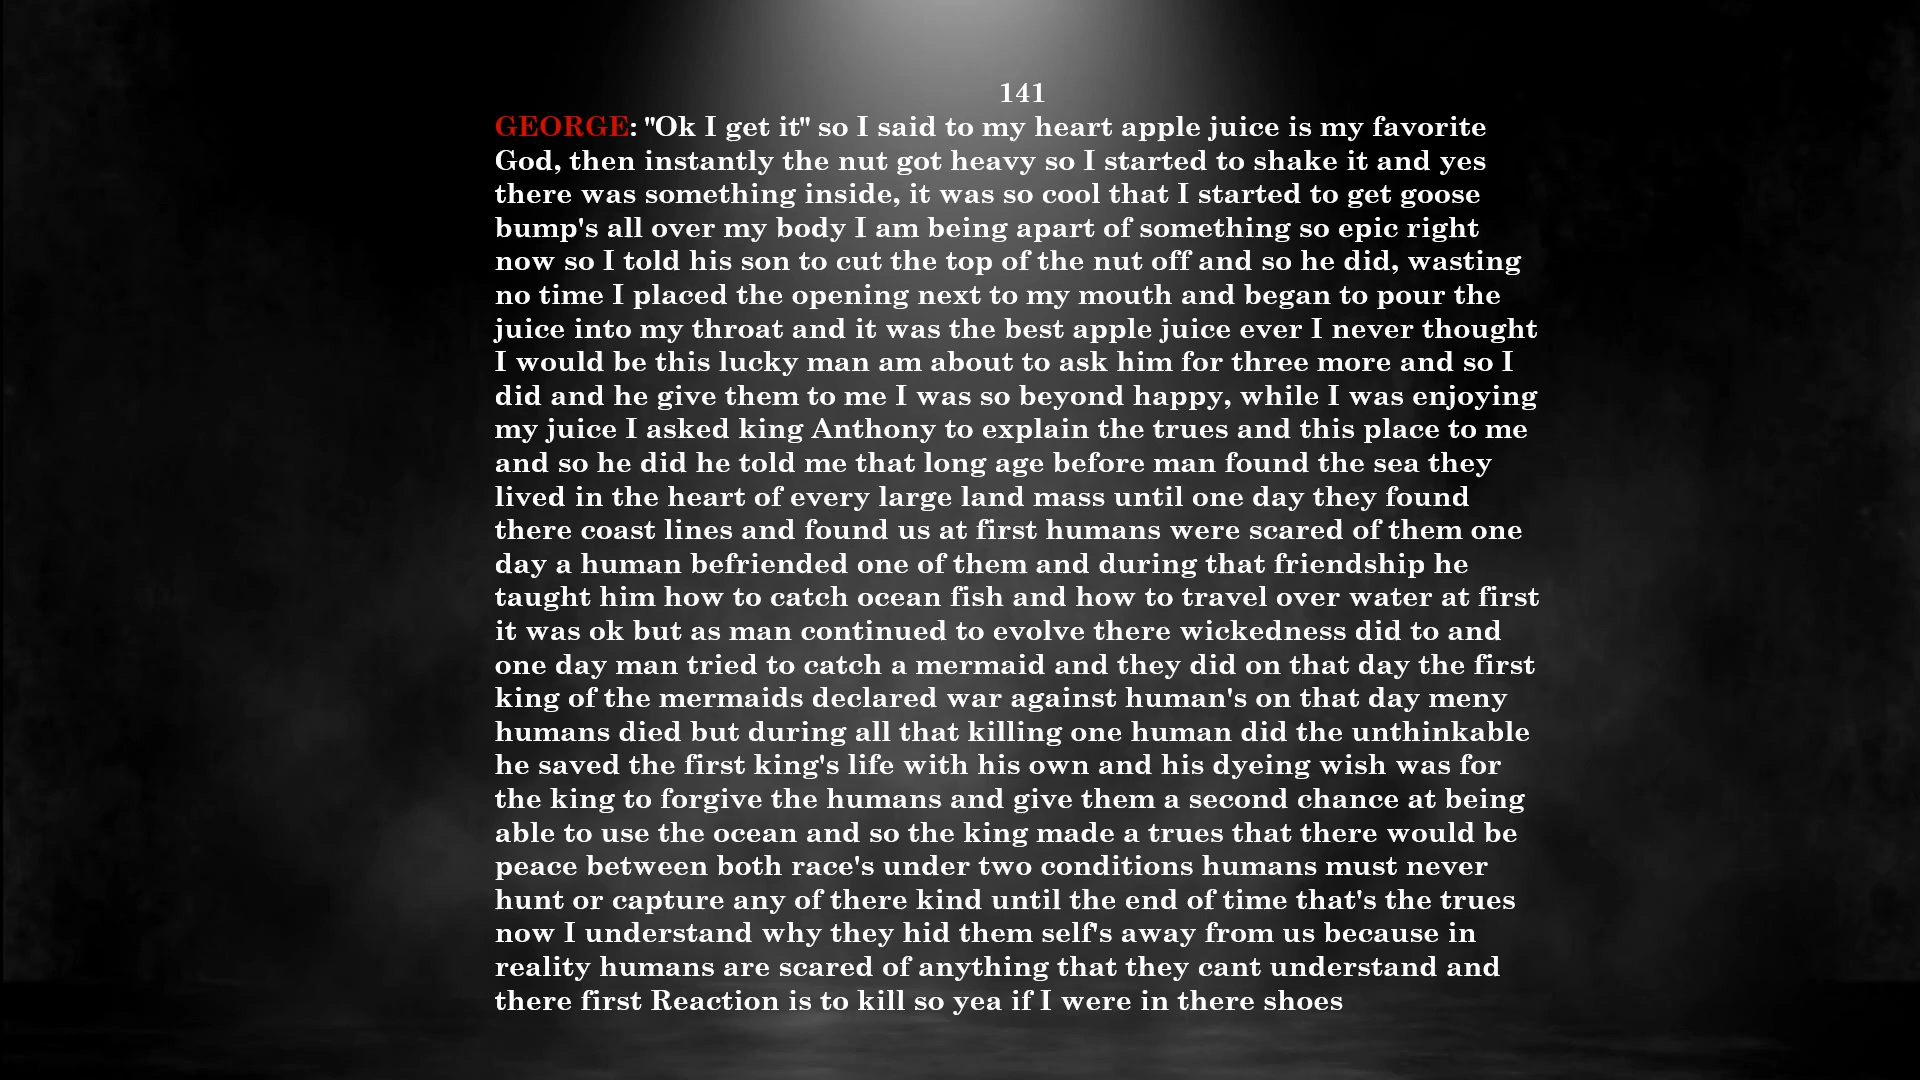 141
GEORGE: "Ok I get it" so I said to my heart apple juice is my favorite
God, then instantly the nut got heavy so I started to shake it and yes
there was something inside, it was so cool that I started to get goose
bump's all over my body I am being apart of something so epic right
now so I told his son to cut the top of the nut off and so he did, wasting
no time I placed the opening next to my mouth and began to pour the
juice into my throat and it was the best apple juice ever I never thought
I would be this lucky man am about to ask him for three more and so I
did and he give them to me I was so beyond happy, while I was enjoying
my juice I asked king Anthony to explain the trues and this place to me
and so he did he told me that long age before man found the sea they
lived in the heart of every large land mass until one day they found
there coast lines and found us at first humans were scared of them one
day a human befriended one of them and during that friendship he
taught him how to catch ocean fish and how to travel over water at first
it was ok but as man continued to evolve there wickedness did to and
one day man tried to catch a mermaid and they did on that day the first
king of the mermaids declared war against human's on that day meny
humans died but during all that killing one human did the unthinkable
he saved the first king's life with his own and his dyeing wish was for
the king to forgive the humans and give them a second chance at being
able to use the ocean and so the king made a trues that there would be
peace between both race's under two conditions humans must never
hunt or capture any of there kind until the end of time that's the trues
now I understand why they hid them self's away from us because in
reality humans are scared of anything that they cant understand and
there first Reaction is to kill so yea if I were in there shoes